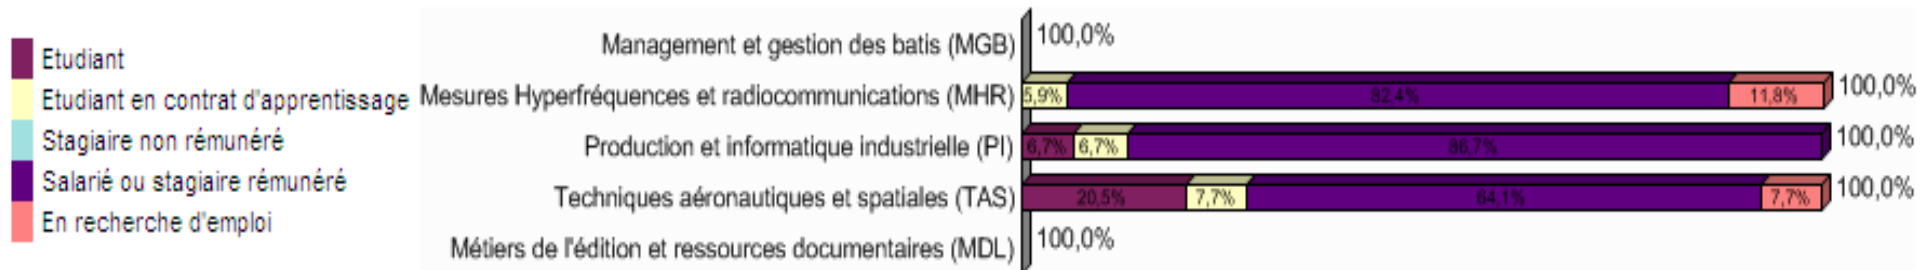 Etudiant
Etudiant en contrat d'apprentissage
Stagiaire non rémunéré
Salarié ou stagiaire rémunéré
En recherche d'emploi
Management et gestion des batis (MGB) 100,0%
Mesures Hyperfréquences et radiocommunications (MHR) 5,9% 82,4% 11,8% 100,0%
Production et informatique industrielle (PI) 6,7% 6,7% 86,7% 100,0%
Techniques aéronautiques et spatiales (TAS) 20,5% 7,7% 64,1% 7,7% 100,0%
Métiers de l'édition et ressources documentaires (MDL) 100,0%